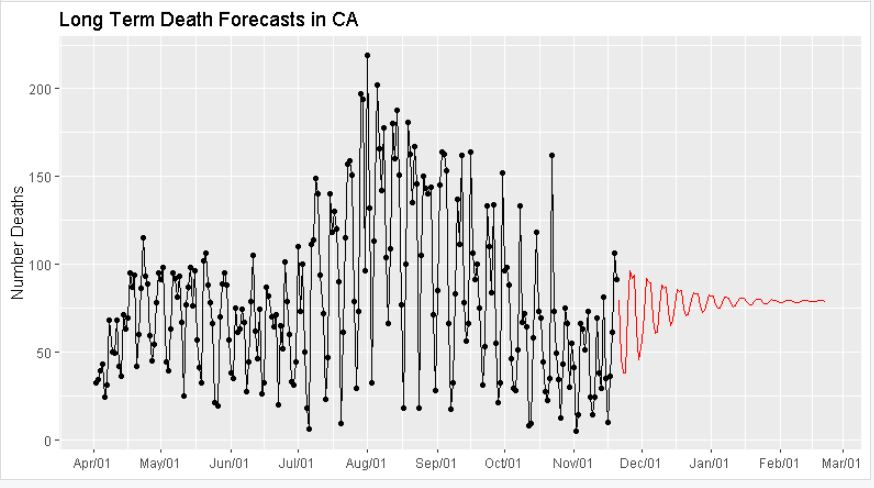 Long Term Death Forecasts in CA
Number Deaths
200
150
100
50
0
Apr/01 May/01 Jun/01 Jul/01 Aug/01 Sep/01 Oct/01 Nov/01 Dec/01 Jan/01 Feb/01 Mar/01